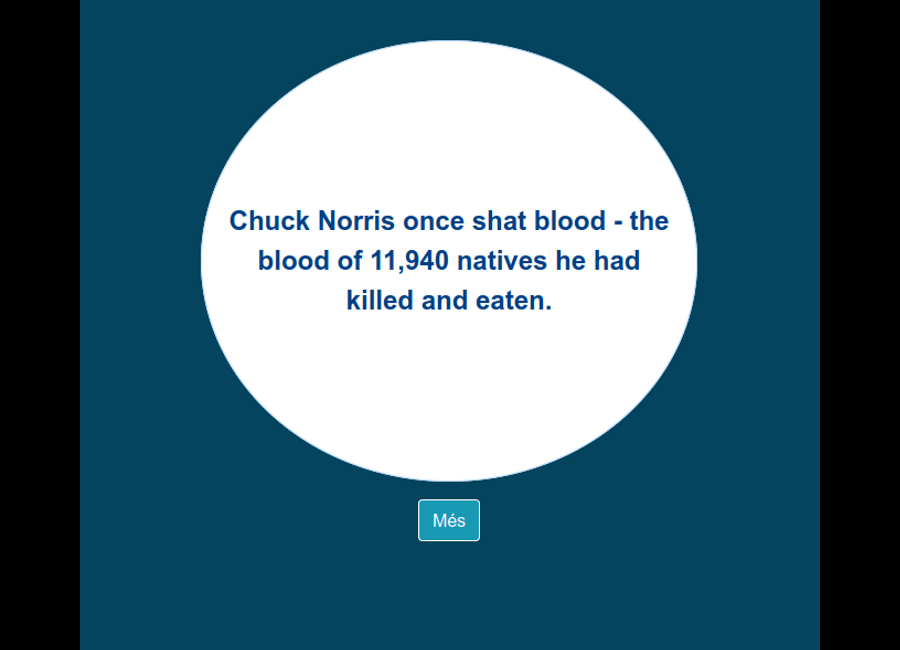 Chuck Norris once shat blood - the
blood of 11,940 natives he had
killed and eaten.
Més